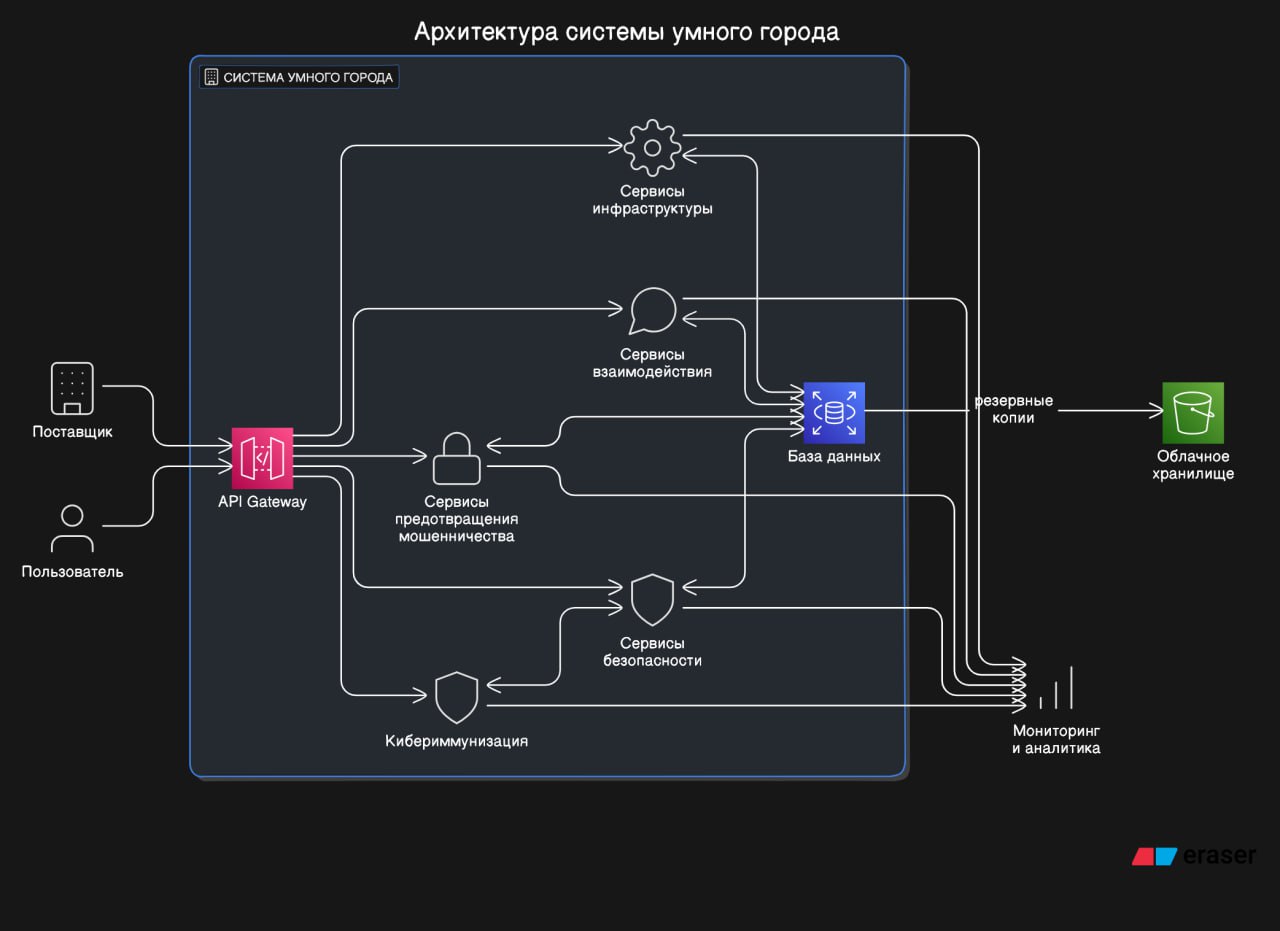 Архитектура системы умного города
СИСТЕМА УМНОГО ГОРОДА
Сервисы
инфраструктуры
Сервисы
взаимодействия
Поставщик
API Gateway
Пользователь
Сервисы
предотвращения
мошенничества
База данных
резервные
копии
Облачное
хранилище
Сервисы
безопасности
Кибериммунизация
Мониторинг
и аналитика
eraser